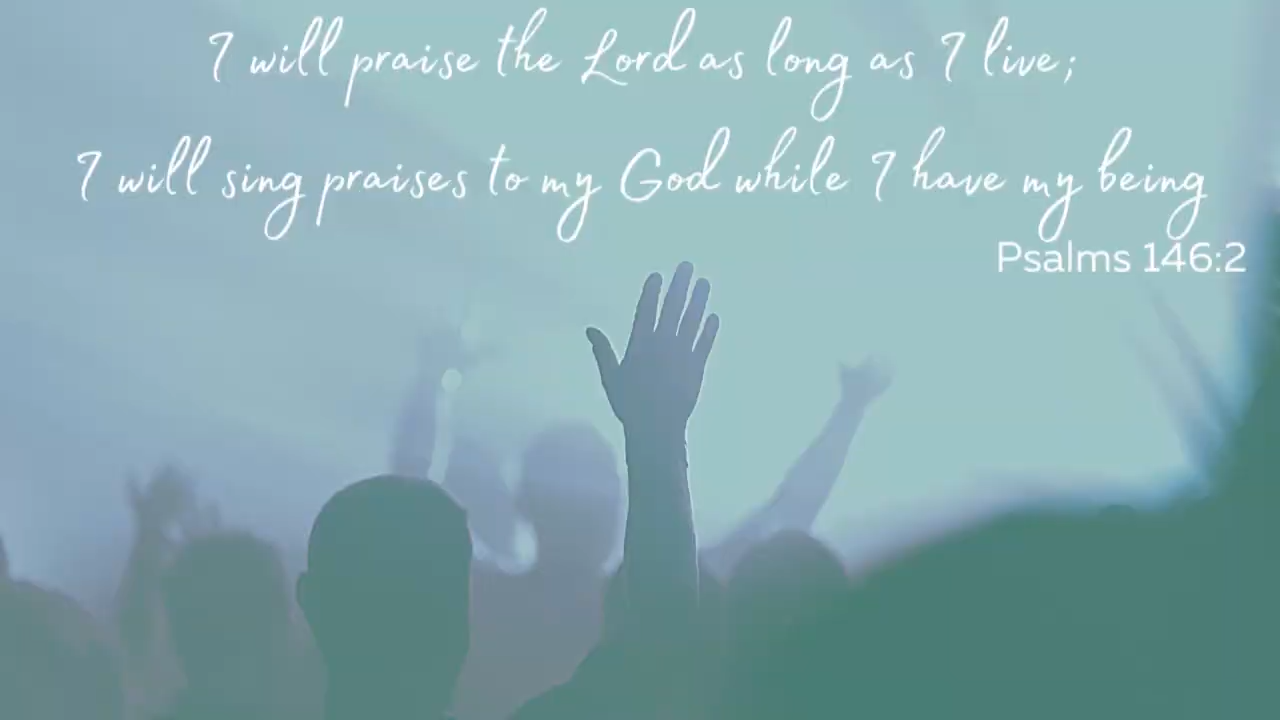 I will praise the Lord as long as I live;
I will sing praises to my God while I have my being
Psalms 146:2